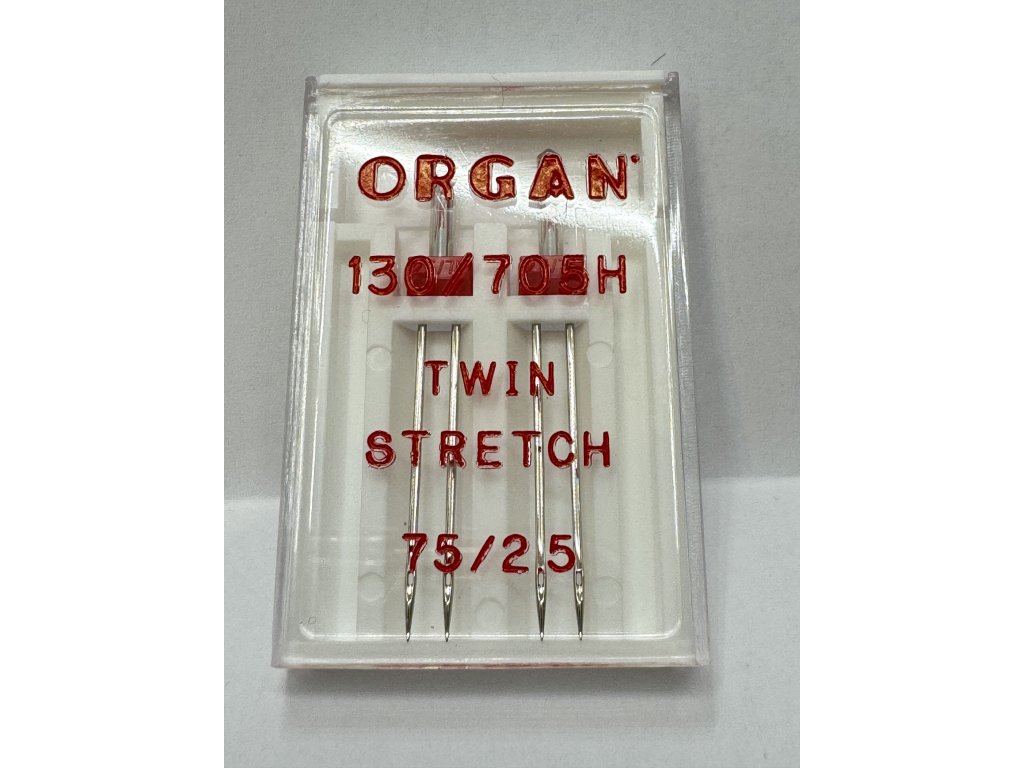 ORGAN
130/705H
TWIN
STRETCH
75/2.5